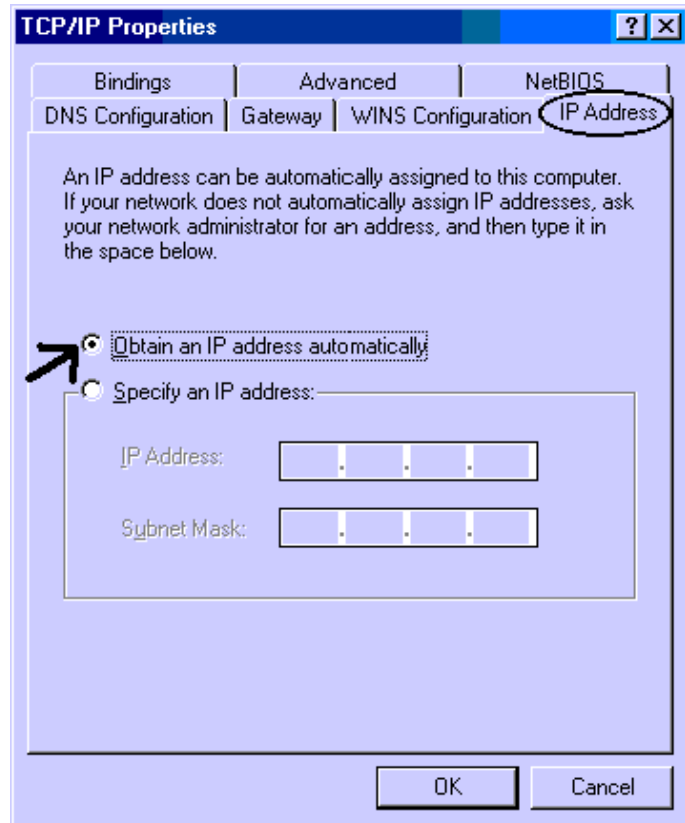 TCP/IP Properties
Bindings Advanced NetBIOS
DNS Configuration Gateway WINS Configuration IP Address
An IP address can be automatically assigned to this computer.
If your network does not automatically assign IP addresses, ask
your network administrator for an address, and then type it in
the space below.
Obtain an IP address automatically
Specify an IP address:
IP Address:
Subnet Mask:
OK Cancel